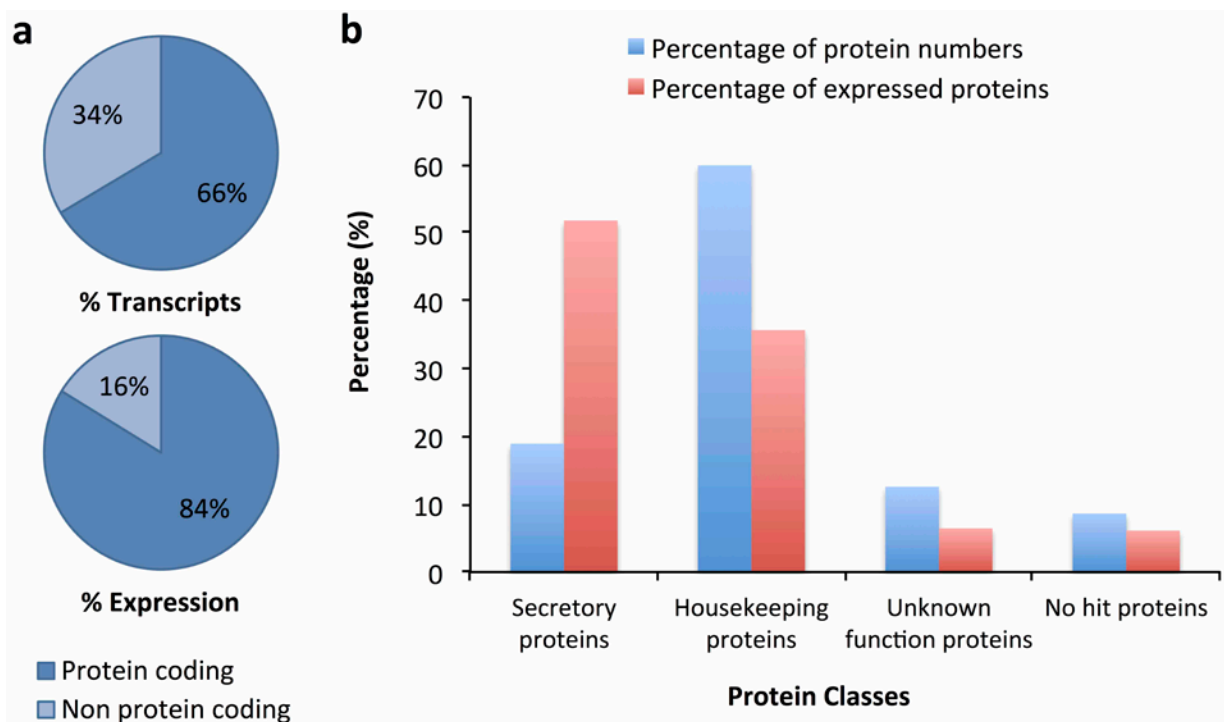 a
34%
66%
% Transcripts
16%
84%
% Expression
Protein coding
Non protein coding
b
Percentage of protein numbers
Percentage of expressed proteins
70
60
50
40
30
20
10
0
Percentage (%)
Secretory
proteins
Housekeeping
proteins
Unknown
function proteins
No hit proteins
Protein Classes